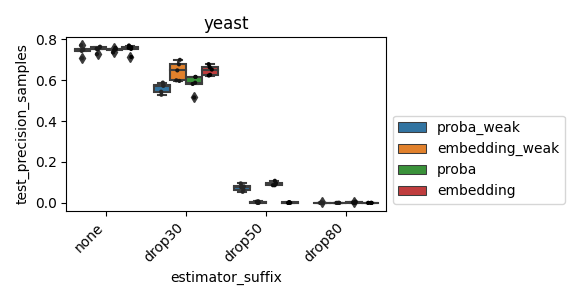 yeast
test_precision_samples
0.8
0.6
0.4
0.2
0.0
none
drop30
drop50
drop80
estimator_suffix
proba_weak
embedding_weak
proba
embedding